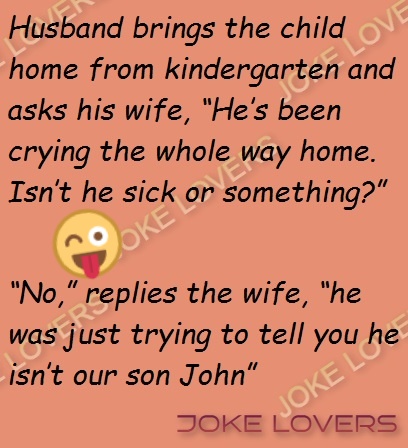 Husband brings the child
home from kindergarten and
asks his wife, “He’s been
crying the whole way home.
Isn’t he sick or something?”
“No,” replies the wife, “he
was just trying to tell you he
isn’t our son John”
JOKE LOVERS